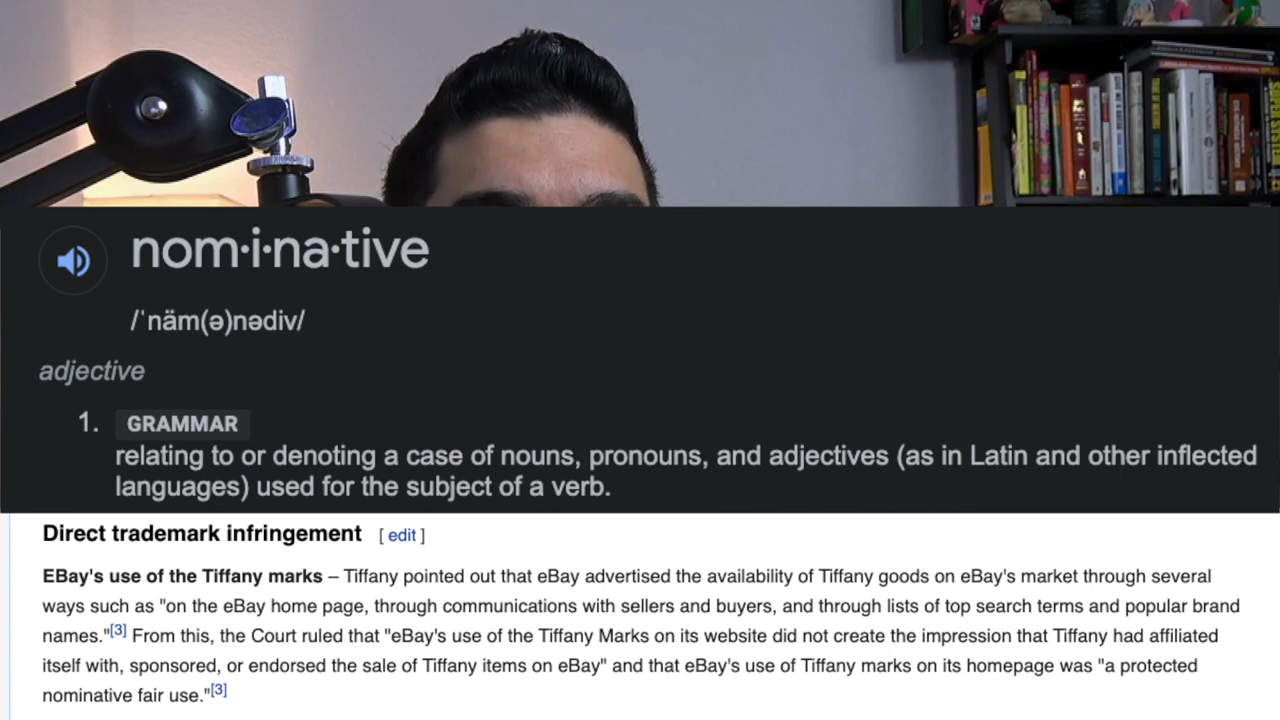 nom·i·na·tive
/ˈnäm(ə)nədiv/
adjective
1. GRAMMAR
relating to or denoting a case of nouns, pronouns, and adjectives (as in Latin and other inflected
languages) used for the subject of a verb.
Direct trademark infringement [ edit ]
EBay's use of the Tiffany marks – Tiffany pointed out that eBay advertised the availability of Tiffany goods on eBay's market through several
ways such as "on the eBay home page, through communications with sellers and buyers, and through lists of top search terms and popular brand
names."[3] From this, the Court ruled that "eBay's use of the Tiffany Marks on its website did not create the impression that Tiffany had affiliated
itself with, sponsored, or endorsed the sale of Tiffany items on eBay" and that eBay's use of Tiffany marks on its homepage was "a protected
nominative fair use."[3]